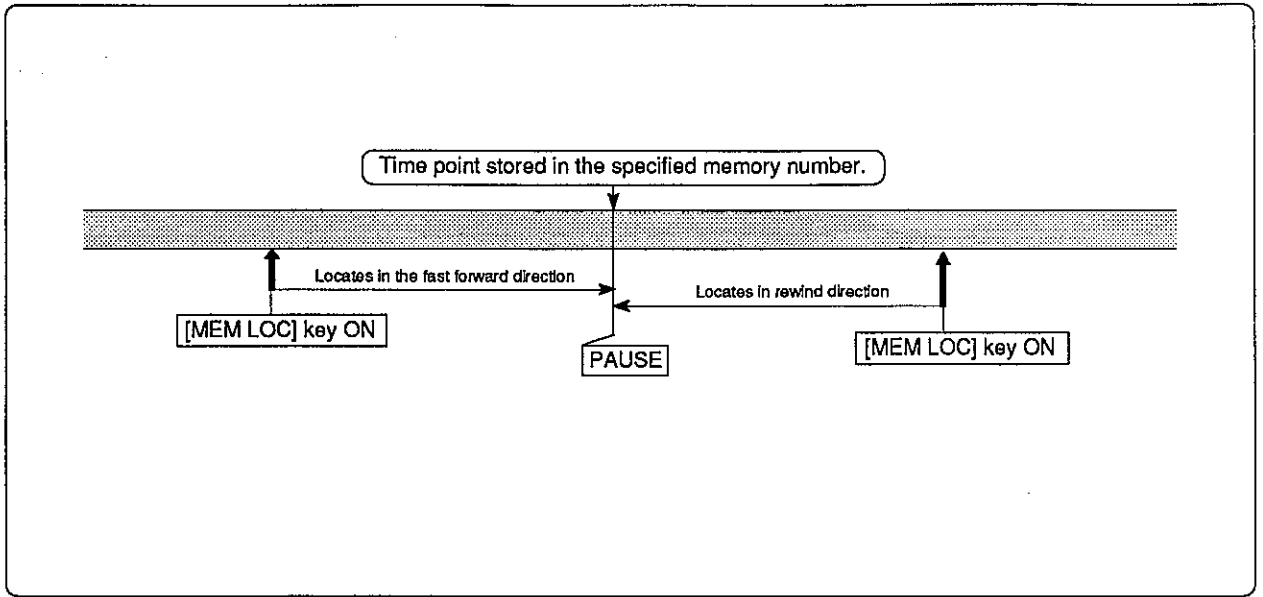 Time point stored in the specified memory number.
Locates in the fast forward direction
Locates in rewind direction
[MEM LOC] key ON
PAUSE
[MEM LOC] key ON